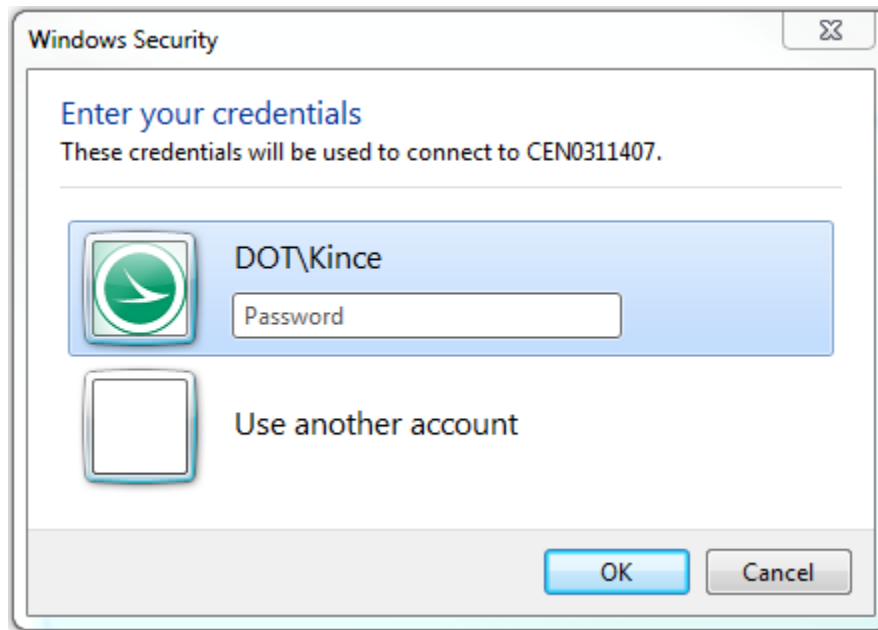 Windows Security
Enter your credentials
These credentials will be used to connect to CEN0311407.
DOT\Kince
Password
Use another account
OK
Cancel